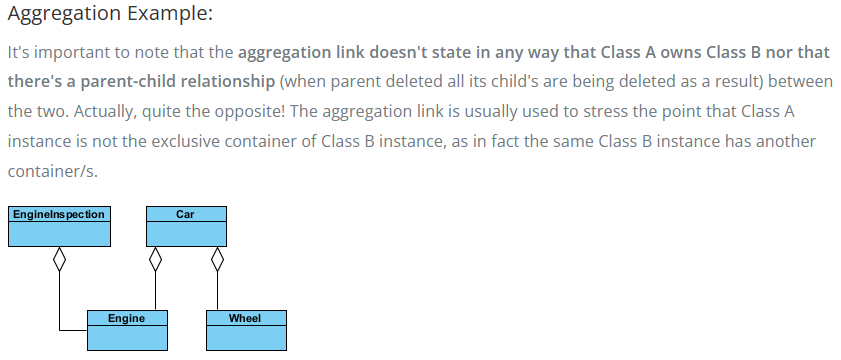 Aggregation Example:
It's important to note that the aggregation link doesn't state in any way that Class A owns Class B nor that
there's a parent-child relationship (when parent deleted all its child's are being deleted as a result) between
the two. Actually, quite the opposite! The aggregation link is usually used to stress the point that Class A
instance is not the exclusive container of Class B instance, as in fact the same Class B instance has another
container/s.
EngineInspection
Car
Engine
Wheel